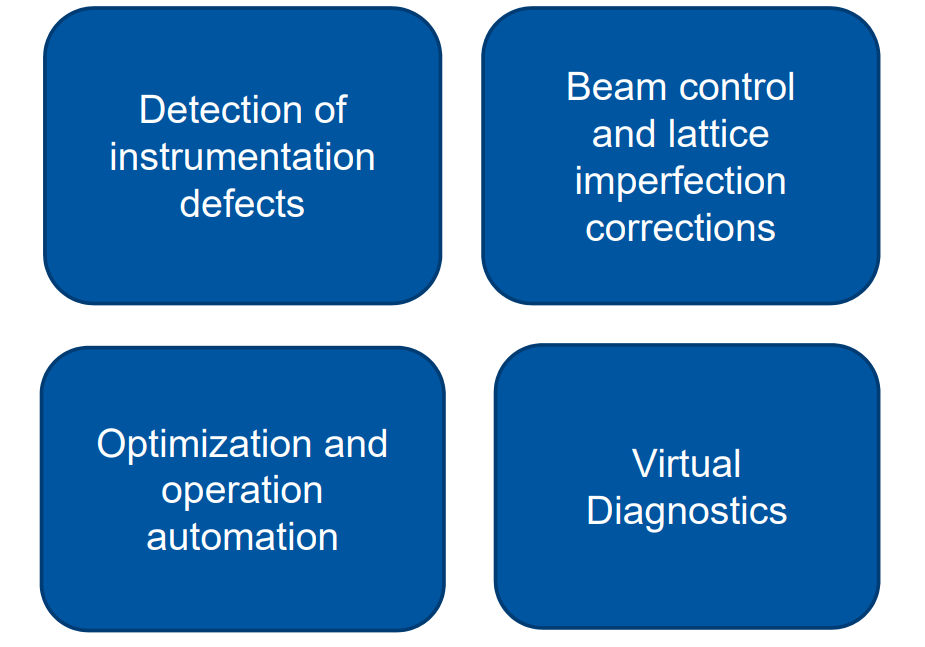 Detection of
instrumentation
defects
Beam control
and lattice
imperfection
corrections
Optimization and
operation
automation
Virtual
Diagnostics